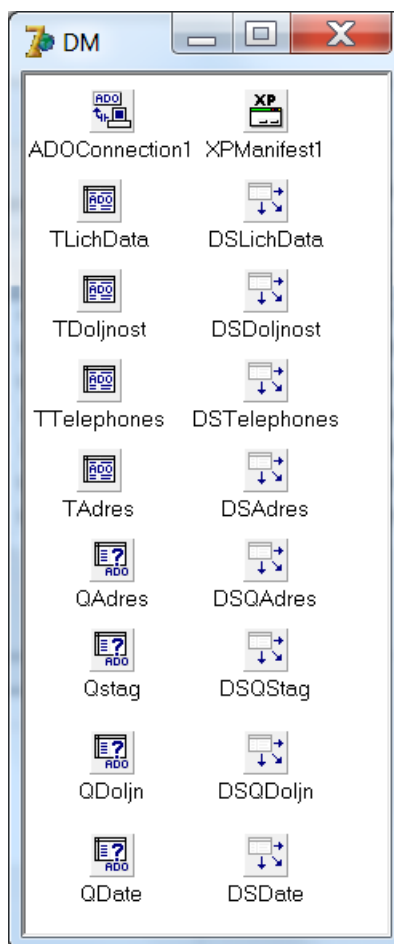 DM
ADO XP
ADOConnection1 XPManifest1
ADO
TLichData DSLichData
ADO
TDoljnost DSDoljnost
ADO
TTelephones DSTelephones
ADO
TAdres DSAdres
?
ADO
QAdres DSQAdres
?
ADO
Qstag DSQStag
?
ADO
QDoljn DSQDoljn
?
ADO
QDate DSDate